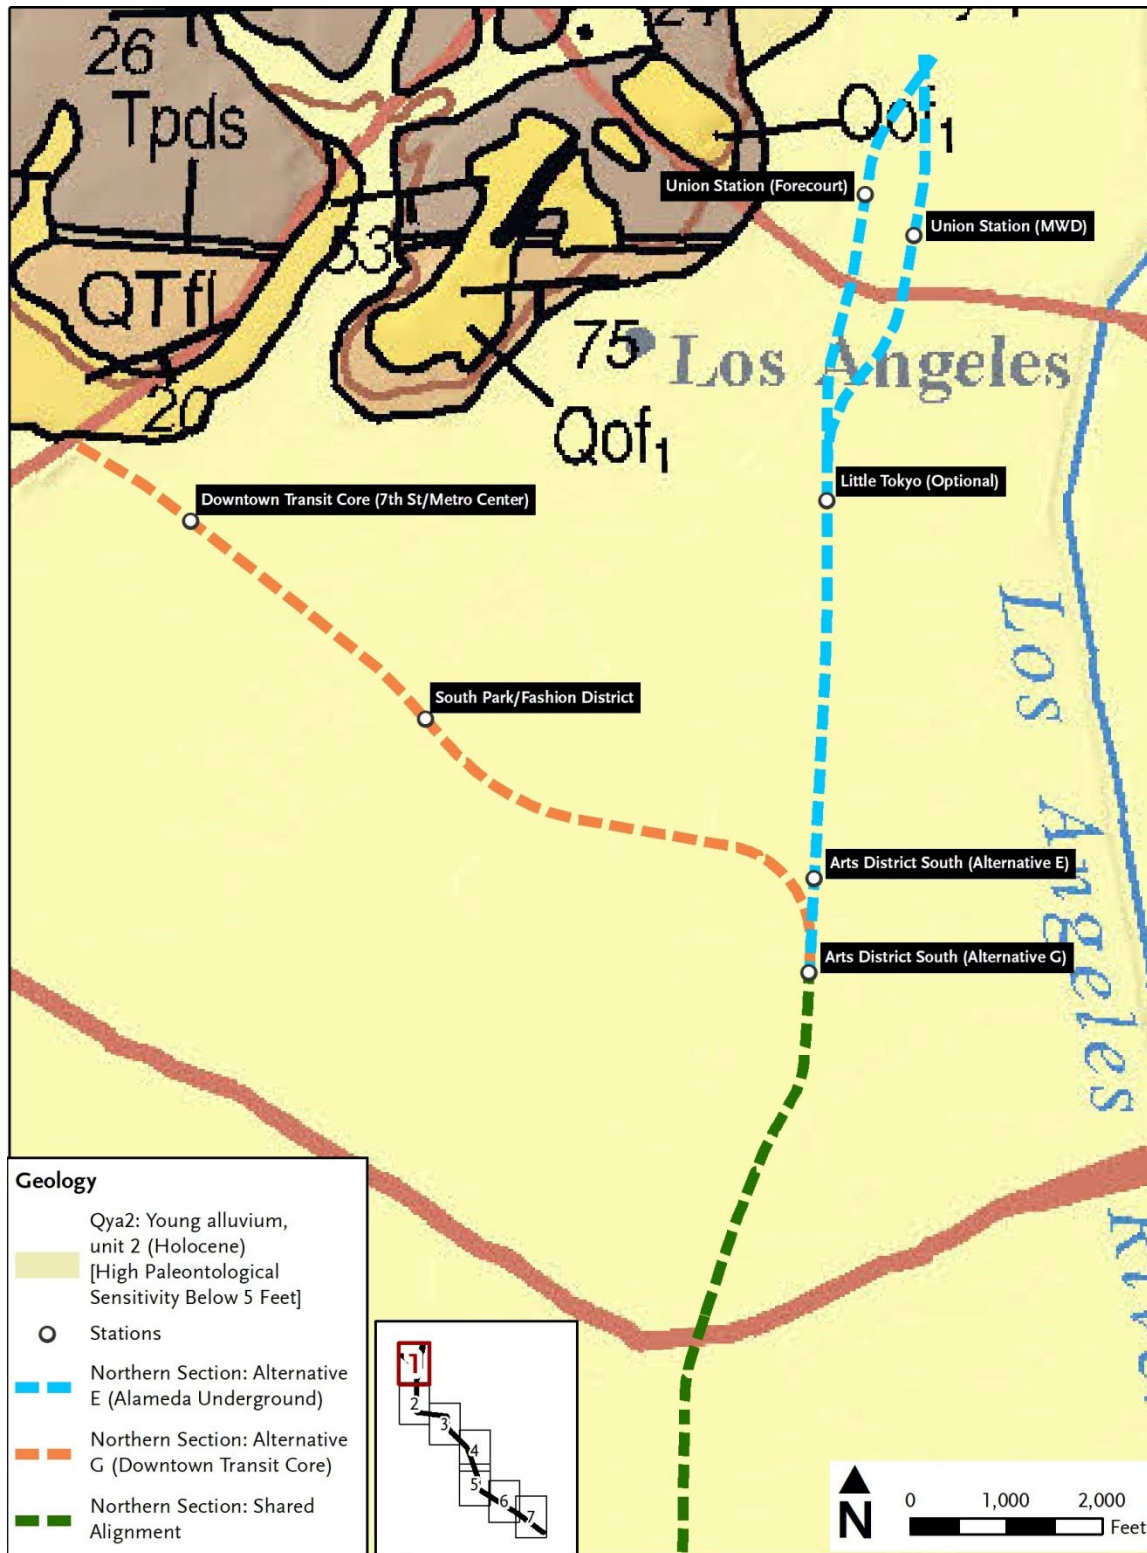 26
Tpds
Qof1
Union Station (Forecourt)
Union Station (MWD)
53
QTfl
75
Los Angeles
20
Qof1
Little Tokyo (Optional)
Downtown Transit Core (7th St/Metro Center)
Los Angeles
South Park/Fashion District
Arts District South (Alternative E)
Arts District South (Alternative G)
Geology
Qya2: Young alluvium,
unit 2 (Holocene)
[High Paleontological
Sensitivity Below 5 Feet]
Stations
Northern Section: Alternative
E (Alameda Underground)
Northern Section: Alternative
G (Downtown Transit Core)
Northern Section: Shared
Alignment
1
2
3
4
5
6
7
N
0 1,000 2,000
Feet